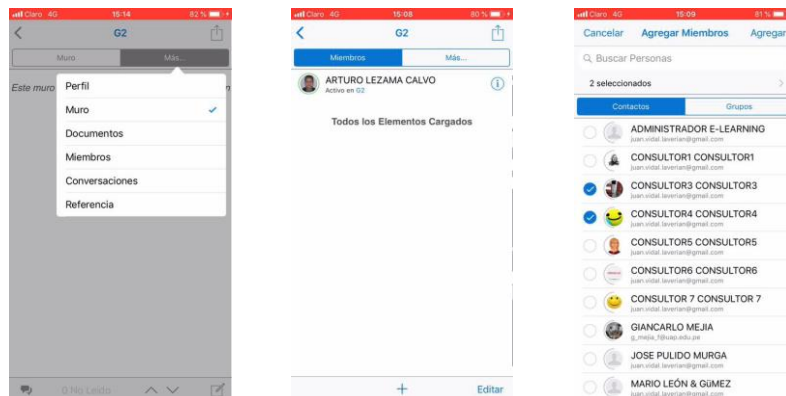 Claro 4G 15:14 82 %
G2
Muro Más...
Este muro n
Perfil
Muro
Documentos
Miembros
Conversaciones
Referencia
0 No Leído
Claro 4G 15:08 80 %
G2
Miembros Más...
ARTURO LEZAMA CALVO
Activo en G2
Todos los Elementos Cargados
Editar
Claro 4G 15:09 81 %
Cancelar Agregar Miembros Agregar
Buscar Personas
2 seleccionados
Contactos Grupos
ADMINISTRADOR E-LEARNING
juan.vidal.laverian@gmail.com
CONSULTOR1 CONSULTOR1
juan.vidal.laverian@gmail.com
CONSULTOR3 CONSULTOR3
juan.vidal.laverian@gmail.com
CONSULTOR4 CONSULTOR4
juan.vidal.laverian@gmail.com
CONSULTOR5 CONSULTOR5
juan.vidal.laverian@gmail.com
CONSULTOR6 CONSULTOR6
juan.vidal.laverian@gmail.com
CONSULTOR 7 CONSULTOR 7
juan.vidal.laverian@gmail.com
GIANCARLO MEJIA
g_mejia_f@uap.edu.pe
JOSE PULIDO MURGA
juan.vidal.laverian@gmail.com
MARIO LEÓN & GüMEZ
juan.vidal.laverian@gmail.com